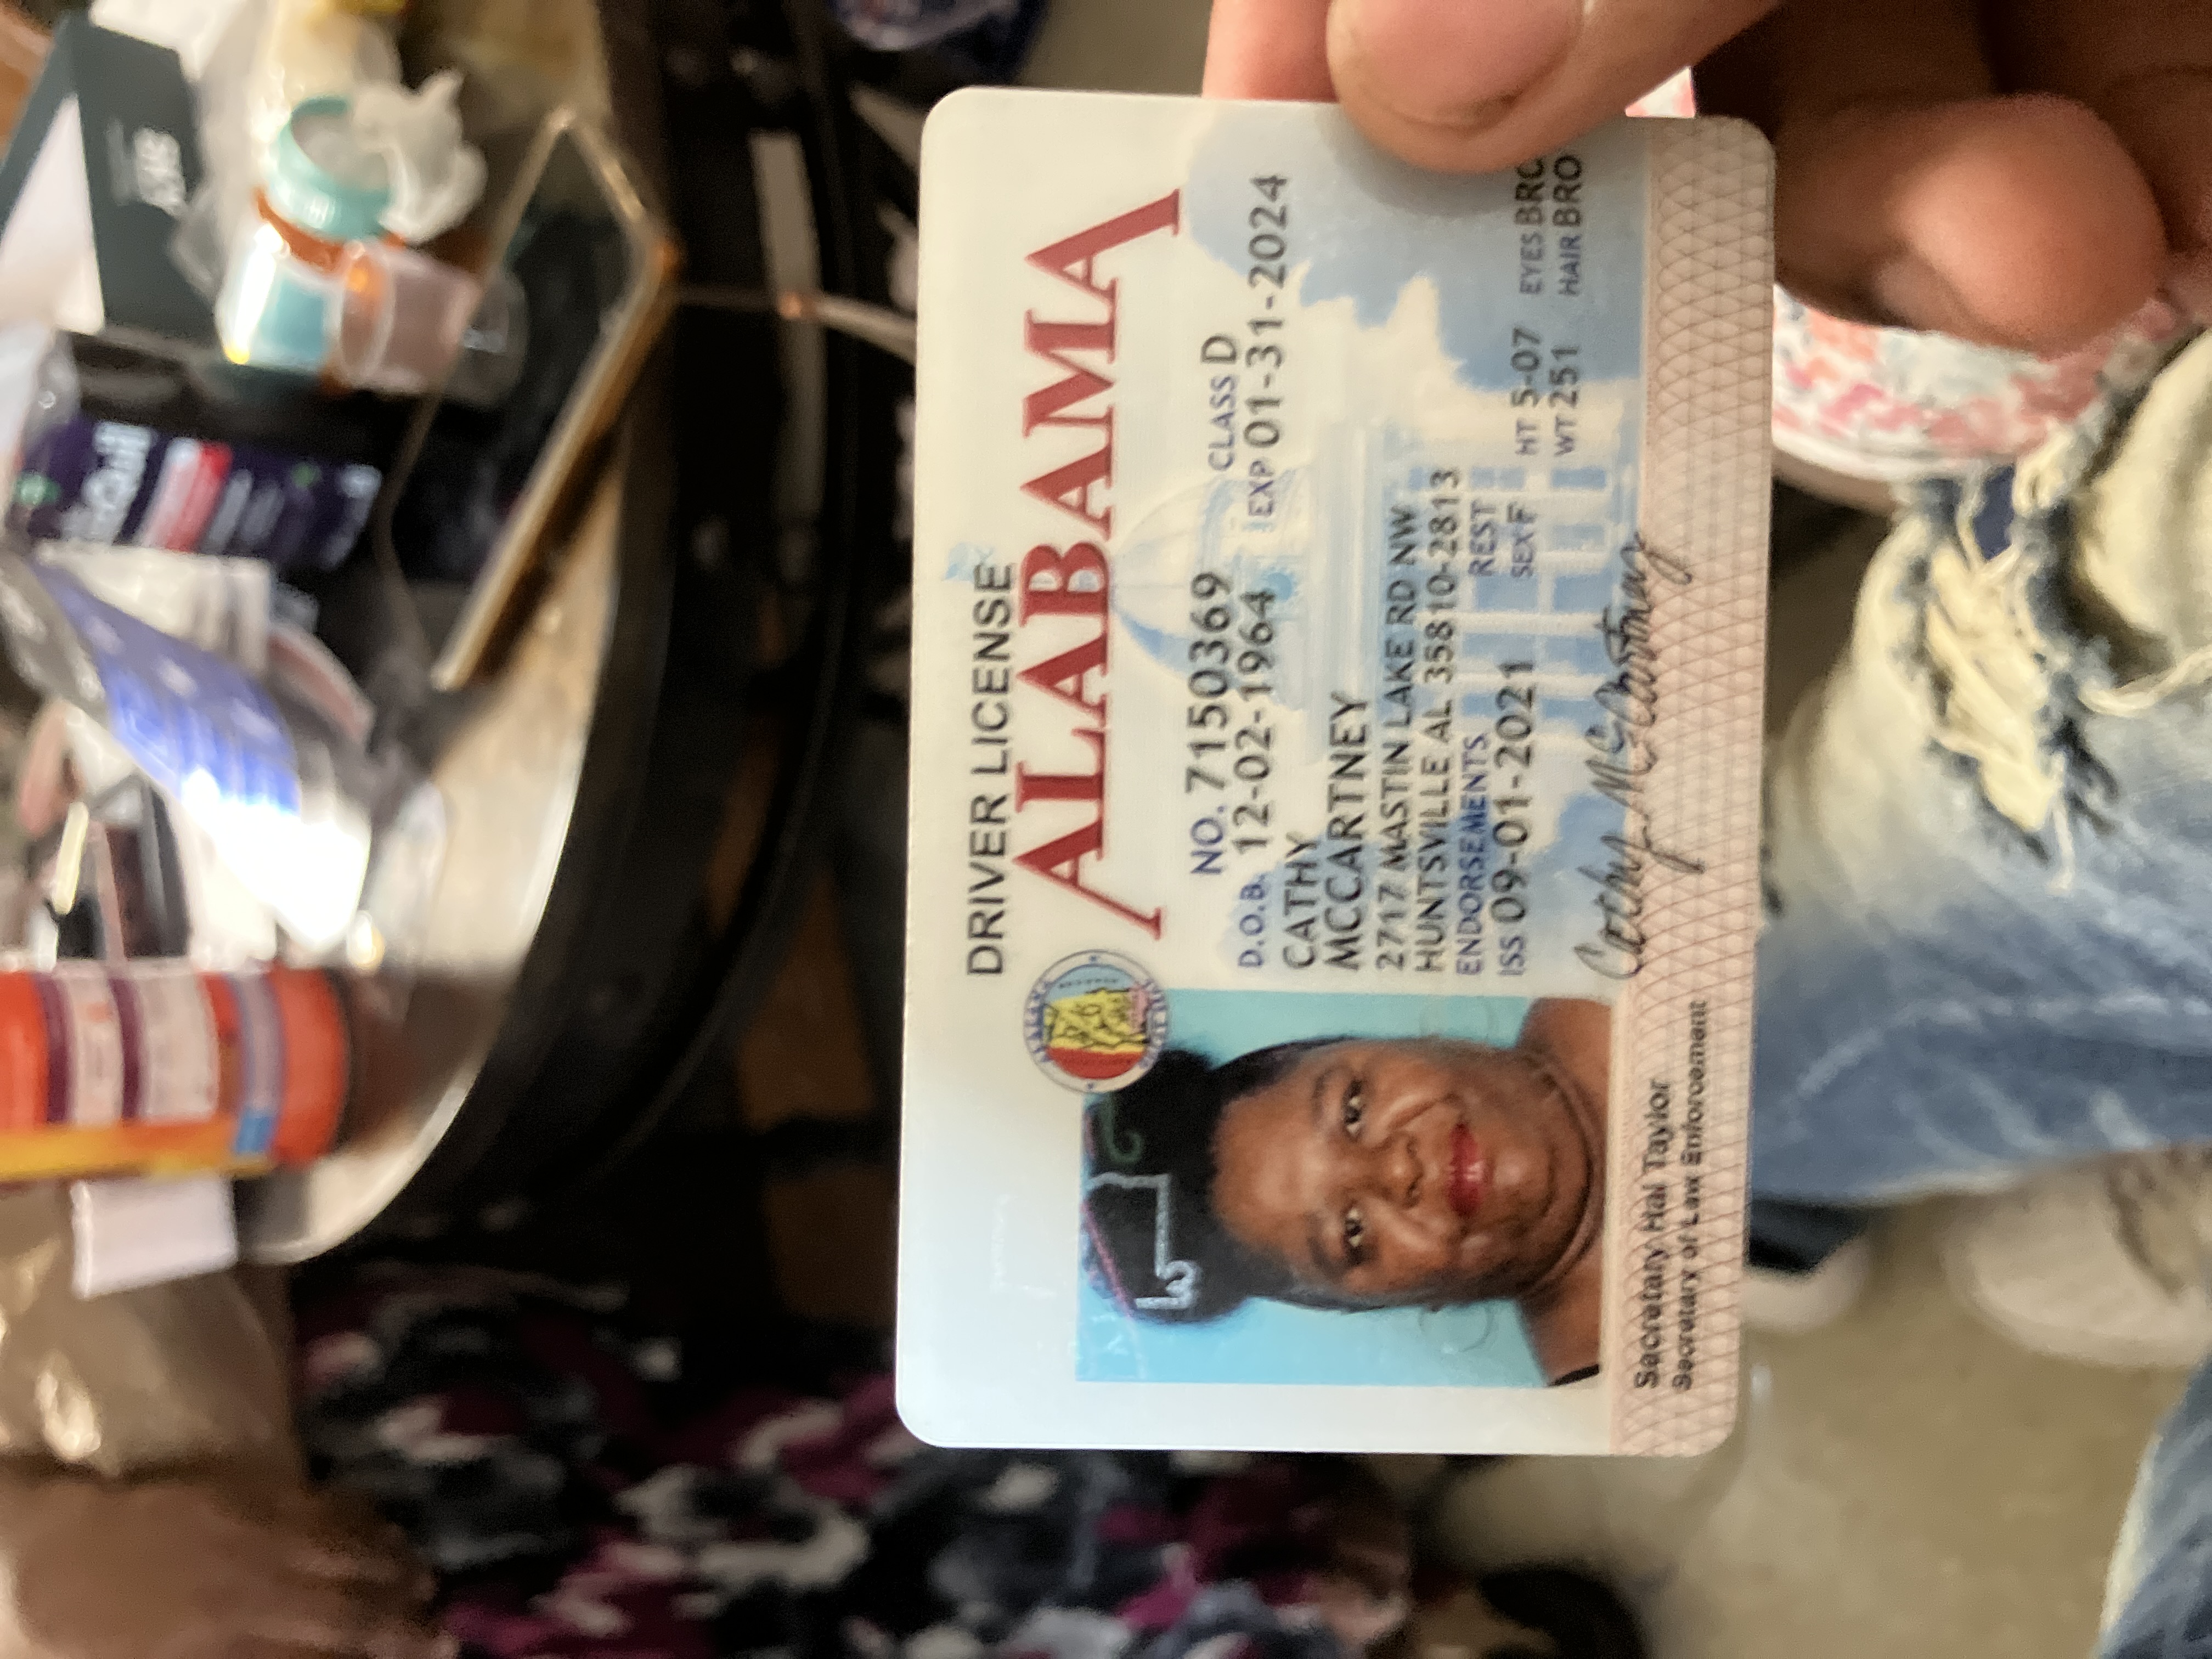 DRIVER LICENSE
ALABAMA
NO. 7150369 CLASS D
D.O.B. 12-02-1964 EXP 01-31-2024
CATHY
MCCARTNEY
2717 MASTIN LAKE RD NW
HUNTSVILLE AL 35810-2813
ENDORSEMENTS REST
ISS 09-01-2021 SEX F HT 5-07 EYES BRO
WT 251 HAIR BRO
Cathy McCartney
Secretary Hal Taylor
Secretary of Law Enforcement